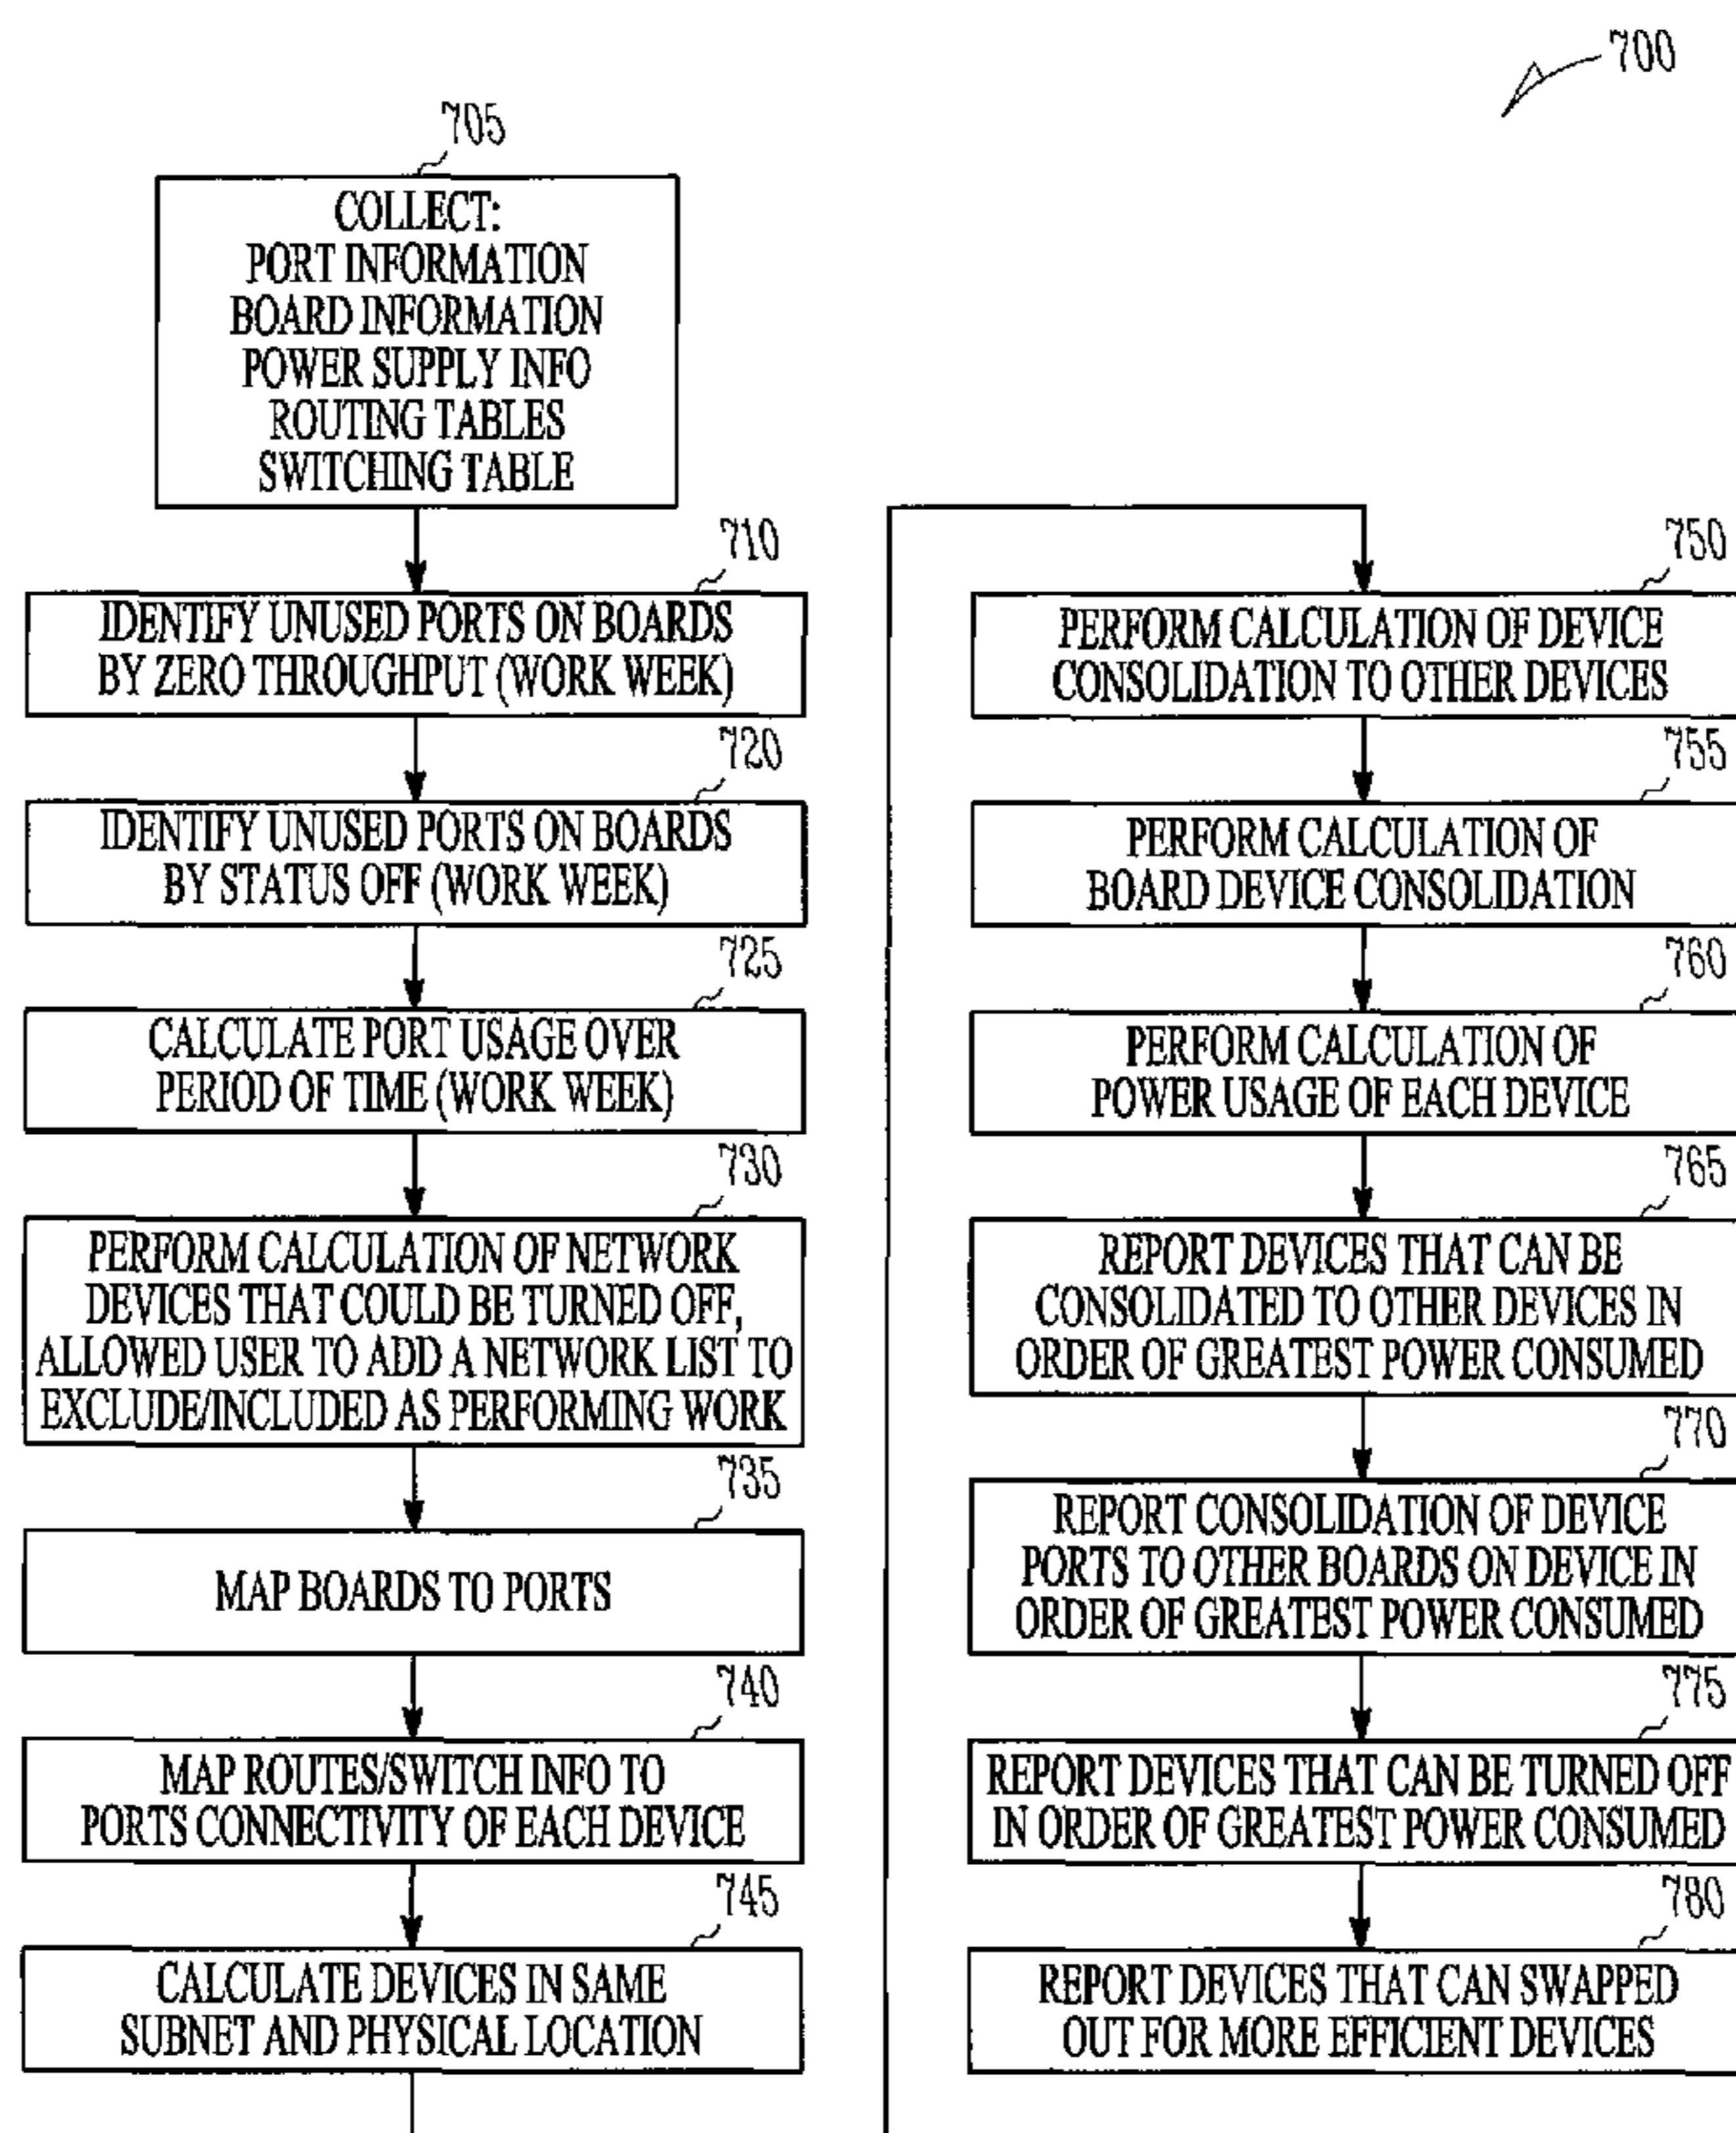 700
705
COLLECT:
PORT INFORMATION
BOARD INFORMATION
POWER SUPPLY INFO
ROUTING TABLES
SWITCHING TABLE
710
IDENTIFY UNUSED PORTS ON BOARDS
BY ZERO THROUGHPUT (WORK WEEK)
720
IDENTIFY UNUSED PORTS ON BOARDS
BY STATUS OFF (WORK WEEK)
725
CALCULATE PORT USAGE OVER
PERIOD OF TIME (WORK WEEK)
730
PERFORM CALCULATION OF NETWORK
DEVICES THAT COULD BE TURNED OFF,
ALLOWED USER TO ADD A NETWORK LIST TO
EXCLUDE/INCLUDED AS PERFORMING WORK
735
MAP BOARDS TO PORTS
740
MAP ROUTES/SWITCH INFO TO
PORTS CONNECTIVITY OF EACH DEVICE
745
CALCULATE DEVICES IN SAME
SUBNET AND PHYSICAL LOCATION
750
PERFORM CALCULATION OF DEVICE
CONSOLIDATION TO OTHER DEVICES
755
PERFORM CALCULATION OF
BOARD DEVICE CONSOLIDATION
760
PERFORM CALCULATION OF
POWER USAGE OF EACH DEVICE
765
REPORT DEVICES THAT CAN BE
CONSOLIDATED TO OTHER DEVICES IN
ORDER OF GREATEST POWER CONSUMED
770
REPORT CONSOLIDATION OF DEVICE
PORTS TO OTHER BOARDS ON DEVICE IN
ORDER OF GREATEST POWER CONSUMED
775
REPORT DEVICES THAT CAN BE TURNED OFF
IN ORDER OF GREATEST POWER CONSUMED
780
REPORT DEVICES THAT CAN SWAPPED
OUT FOR MORE EFFICIENT DEVICES